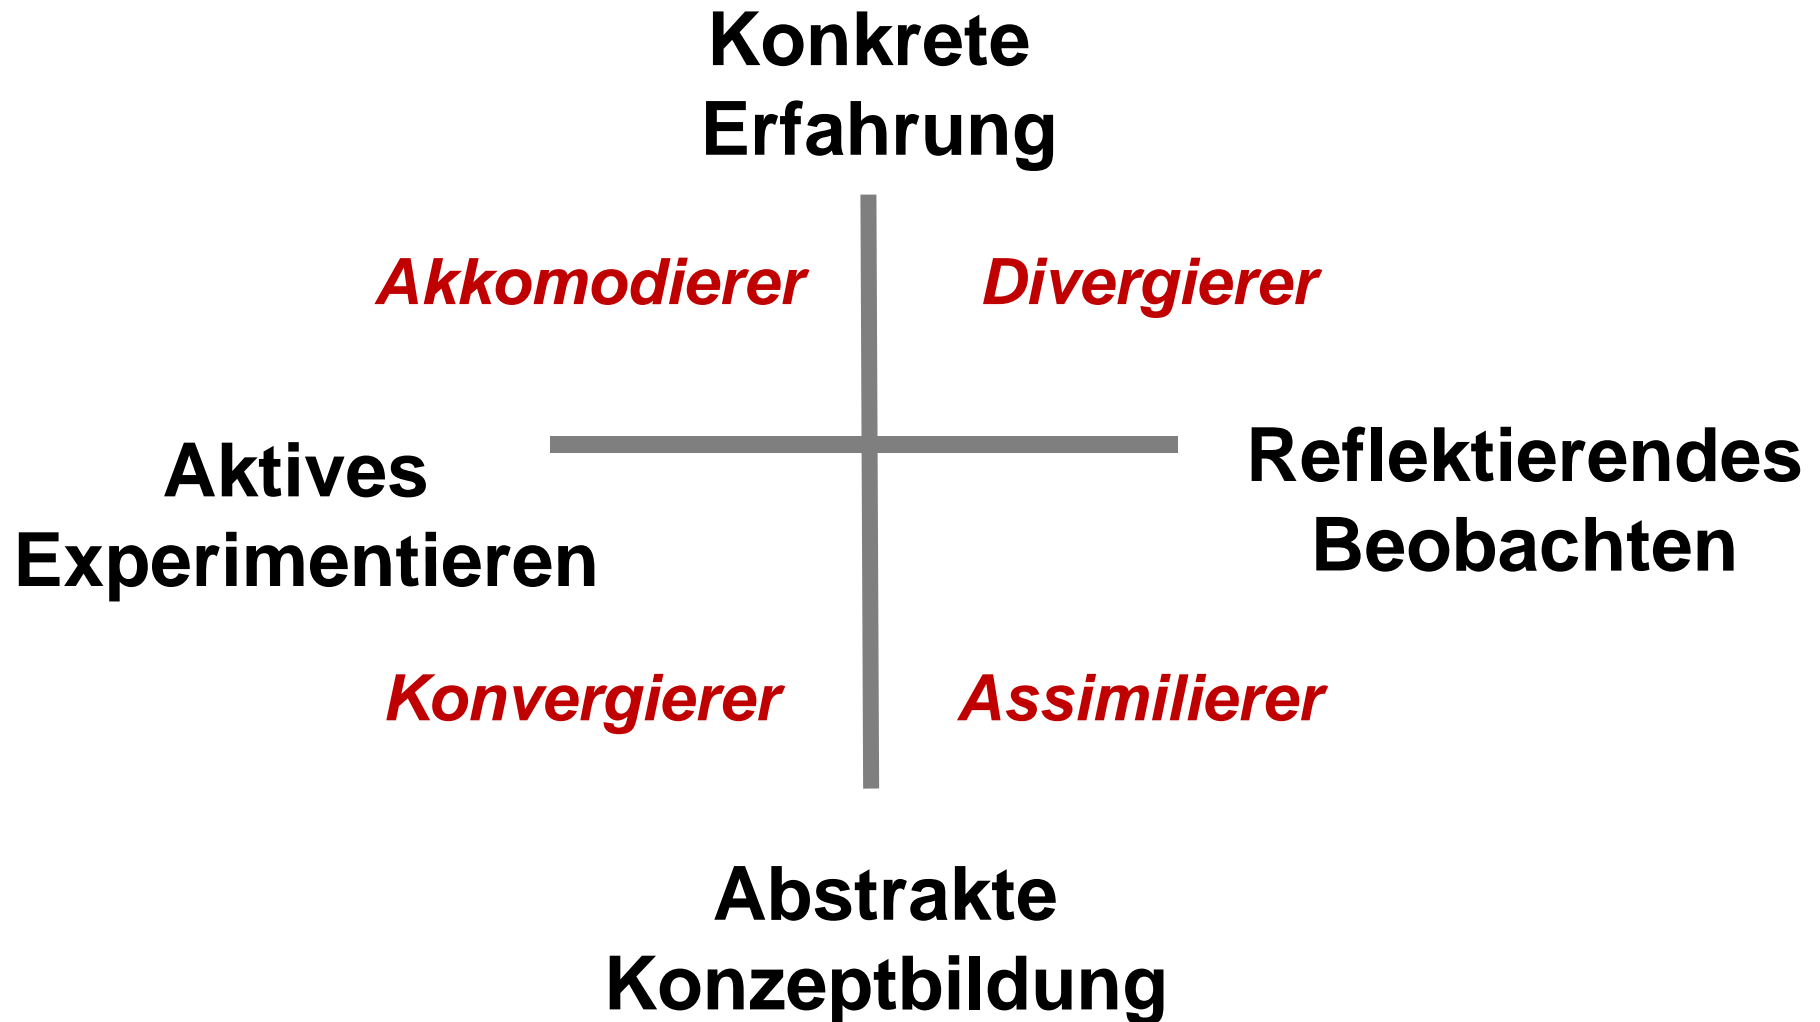 Konkrete
Erfahrung
Akkomodierer
Divergierer
Aktives
Experimentieren
Reflektierendes
Beobachten
Konvergierer
Assimilierer
Abstrakte
Konzeptbildung